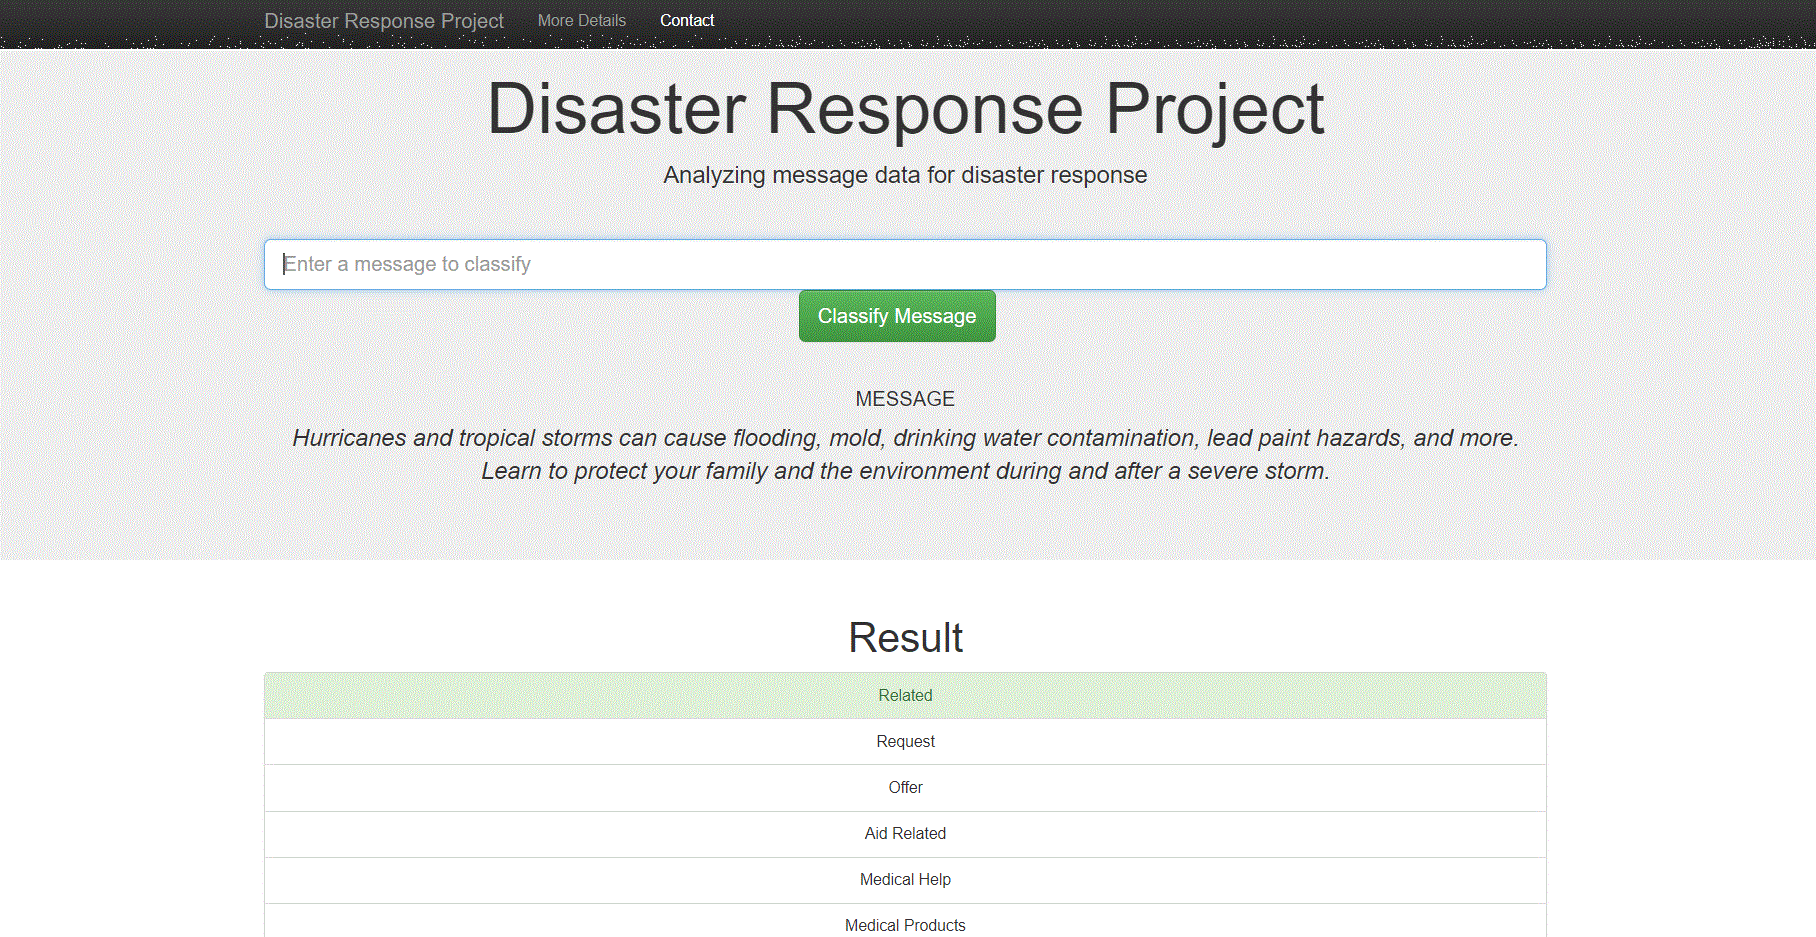 Disaster Response Project More Details Contact
Disaster Response Project
Analyzing message data for disaster response
Enter a message to classify
Classify Message
MESSAGE
Hurricanes and tropical storms can cause flooding, mold, drinking water contamination, lead paint hazards, and more.
Learn to protect your family and the environment during and after a severe storm.
Result
Related
Request
Offer
Aid Related
Medical Help
Medical Products